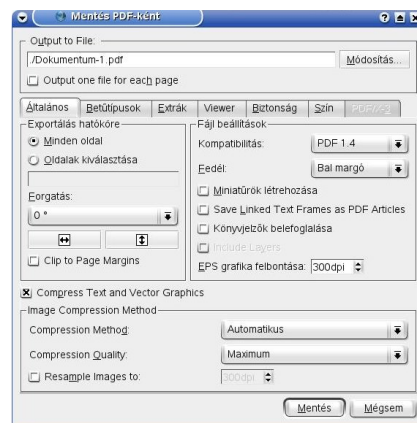 Mentés PDF-ként
Output to File:
./Dokumentum-1.pdf
Módosítás...
Output one file for each page
Általános Betűtípusok Extrák Viewer Biztonság Szín PDF/X-3
Exportálás hatóköre
Minden oldal
Oldalak kiválasztása
Forgatás:
0 °
Clip to Page Margins
Fájl beállítások
Kompatibilitás: PDF 1.4
Fedél: Bal margó
Miniatűrök létrehozása
Save Linked Text Frames as PDF Articles
Könyvjelzők belefoglalása
Include Layers
EPS grafika felbontása: 300dpi
Compress Text and Vector Graphics
Image Compression Method
Compression Method: Automatikus
Compression Quality: Maximum
Resample Images to: 300dpi
Mentés Mégsem